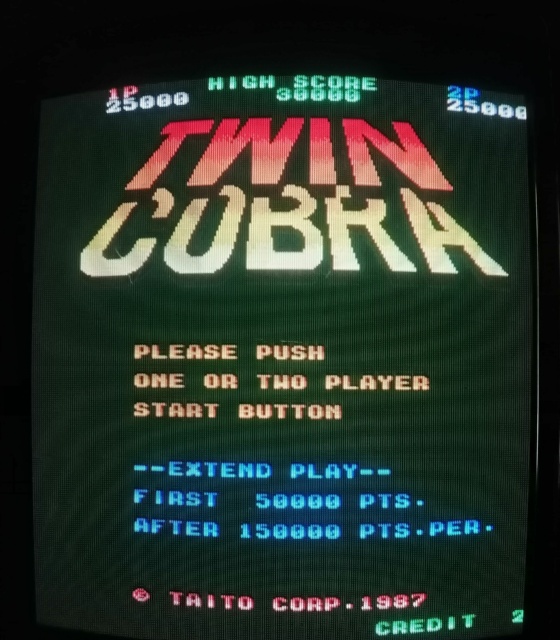 1P HIGH SCORE 2P
25000 30000 25000
TWIN
COBRA
PLEASE PUSH
ONE OR TWO PLAYER
START BUTTON
--EXTEND PLAY--
FIRST 50000 PTS.
AFTER 150000 PTS.PER.
© TAITO CORP.1987
CREDIT 2